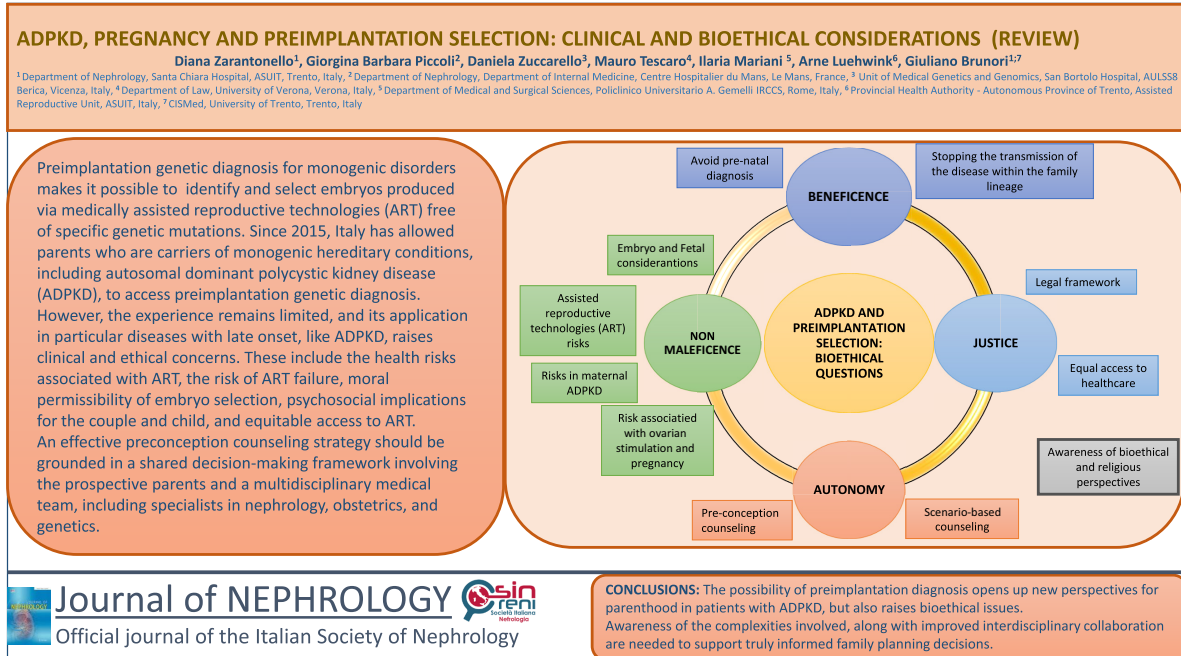 ADPKD, PREGNANCY AND PREIMPLANTATION SELECTION: CLINICAL AND BIOETHICAL CONSIDERATIONS (REVIEW)
Diana Zarantonello1, Giorgina Barbara Piccoli2, Daniela Zuccarello3, Mauro Tescaro4, Ilaria Mariani 5, Arne Luehwink6, Giuliano Brunori1;7
1 Department of Nephrology, Santa Chiara Hospital, ASUIT, Trento, Italy, 2 Department of Nephrology, Department of Internal Medicine, Centre Hospitalier du Mans, Le Mans, France, 3 Unit of Medical Genetics and Genomics, San Bortolo Hospital, AULSS8
Berica, Vicenza, Italy, 4 Department of Law, University of Verona, Verona, Italy, 5 Department of Medical and Surgical Sciences, Policlinico Universitario A. Gemelli IRCCS, Rome, Italy, 6 Provincial Health Authority - Autonomous Province of Trento, Assisted
Reproductive Unit, ASUIT, Italy, 7 CISMed, University of Trento, Trento, Italy
Preimplantation genetic diagnosis for monogenic disorders
makes it possible to identify and select embryos produced
via medically assisted reproductive technologies (ART) free
of specific genetic mutations. Since 2015, Italy has allowed
parents who are carriers of monogenic hereditary conditions,
including autosomal dominant polycystic kidney disease
(ADPKD), to access preimplantation genetic diagnosis.
However, the experience remains limited, and its application
in particular diseases with late onset, like ADPKD, raises
clinical and ethical concerns. These include the health risks
associated with ART, the risk of ART failure, moral
permissibility of embryo selection, psychosocial implications
for the couple and child, and equitable access to ART.
An effective preconception counseling strategy should be
grounded in a shared decision-making framework involving
the prospective parents and a multidisciplinary medical
team, including specialists in nephrology, obstetrics, and
genetics.
Avoid pre-natal
diagnosis
BENEFICENCE
Stopping the transmission of
the disease within the family
lineage
Embryo and Fetal
considerantions
Assisted
reproductive
technologies (ART)
risks
Risks in maternal
ADPKD
Risk associatied
with ovarian
stimulation and
pregnancy
NON
MALEFICENCE
ADPKD AND
PREIMPLANTATION
SELECTION:
BIOETHICAL
QUESTIONS
JUSTICE
Legal framework
Equal access to
healthcare
Awareness of bioethical
and religious
perspectives
AUTONOMY
Pre-conception
counseling
Scenario-based
counseling
Journal of NEPHROLOGY
Official journal of the Italian Society of Nephrology
sin
reni
Società Italiana
Nefrologia
CONCLUSIONS: The possibility of preimplantation diagnosis opens up new perspectives for
parenthood in patients with ADPKD, but also raises bioethical issues.
Awareness of the complexities involved, along with improved interdisciplinary collaboration
are needed to support truly informed family planning decisions.